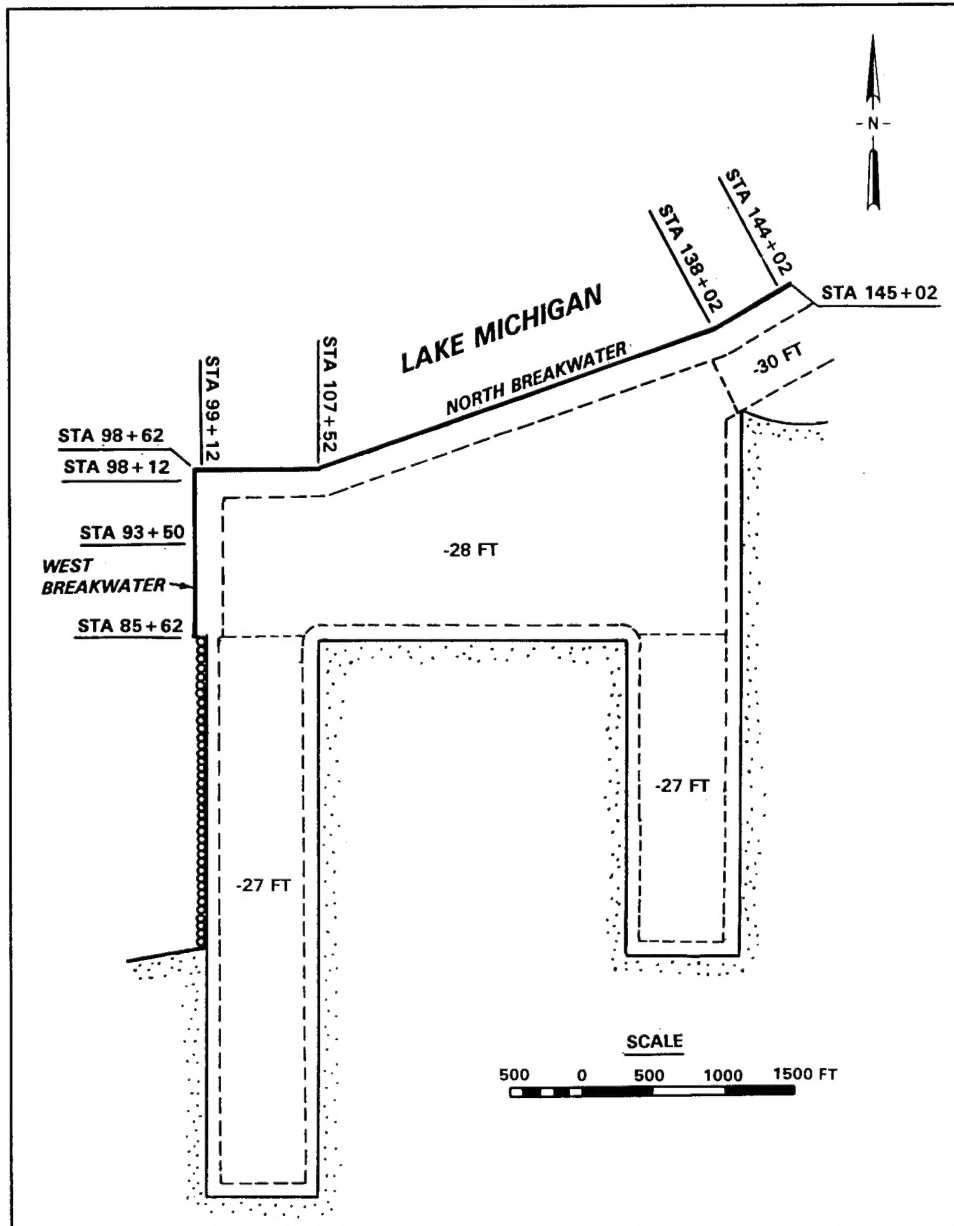 - N -
STA 144+02
STA 138+02
STA 145+02
LAKE MICHIGAN
-30 FT
NORTH BREAKWATER
STA 99+12
STA 107+52
STA 98+62
STA 98+12
STA 93+50
-28 FT
WEST
BREAKWATER
STA 85+62
-27 FT
-27 FT
SCALE
500 0 500 1000 1500 FT